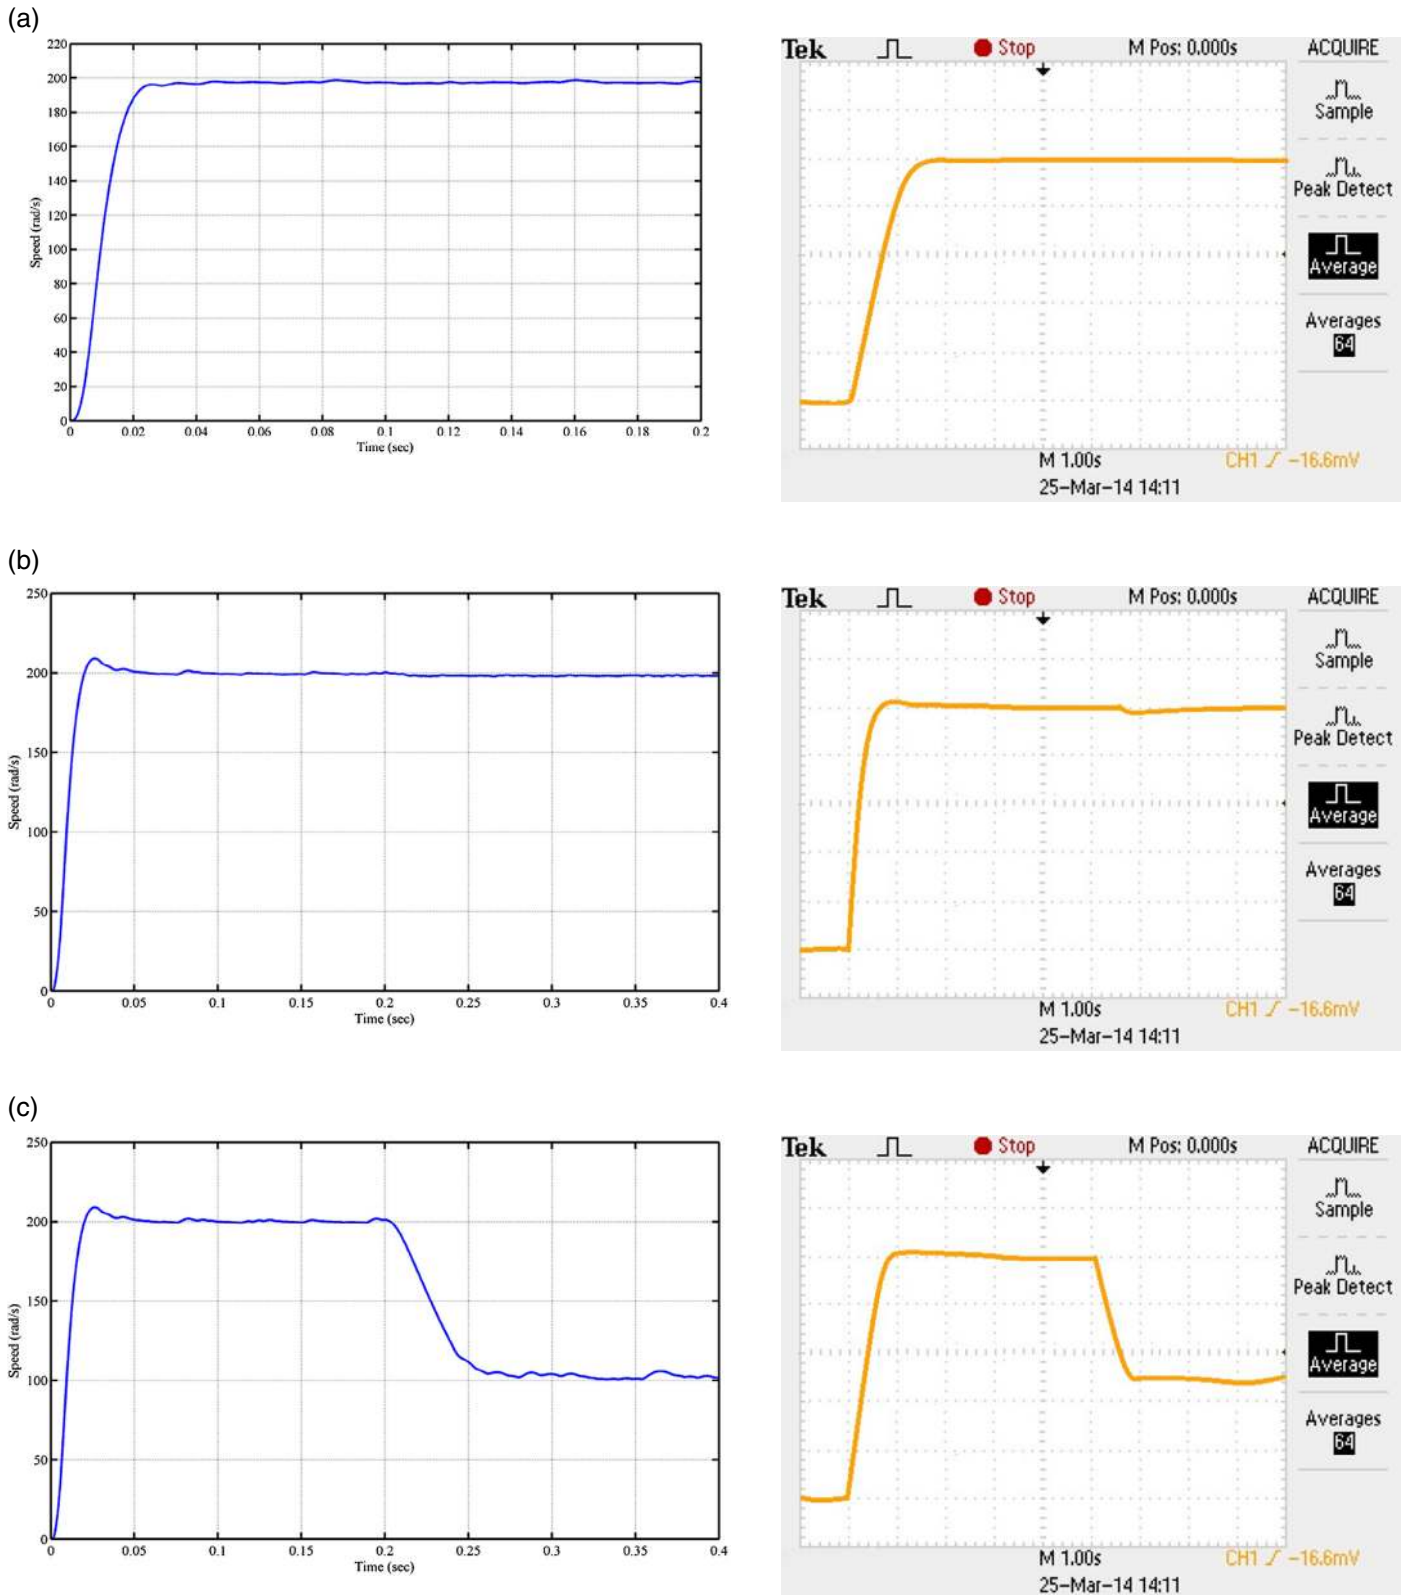 (a)
220
200
180
160
140
120
100
80
60
40
20
0
Speed (rad/s)
0 0.02 0.04 0.06 0.08 0.1 0.12 0.14 0.16 0.18 0.2
Time (sec)
Tek Stop M Pos: 0.000s ACQUIRE
Sample
Peak Detect
Average
Averages
64
M 1.00s CH1 -16.6mV
25-Mar-14 14:11
(b)
250
200
150
100
50
0
Speed (rad/s)
0 0.05 0.1 0.15 0.2 0.25 0.3 0.35 0.4
Time (sec)
Tek Stop M Pos: 0.000s ACQUIRE
Sample
Peak Detect
Average
Averages
64
M 1.00s CH1 -16.6mV
25-Mar-14 14:11
(c)
250
200
150
100
50
0
Speed (rad/s)
0 0.05 0.1 0.15 0.2 0.25 0.3 0.35 0.4
Time (sec)
Tek Stop M Pos: 0.000s ACQUIRE
Sample
Peak Detect
Average
Averages
64
M 1.00s CH1 -16.6mV
25-Mar-14 14:11